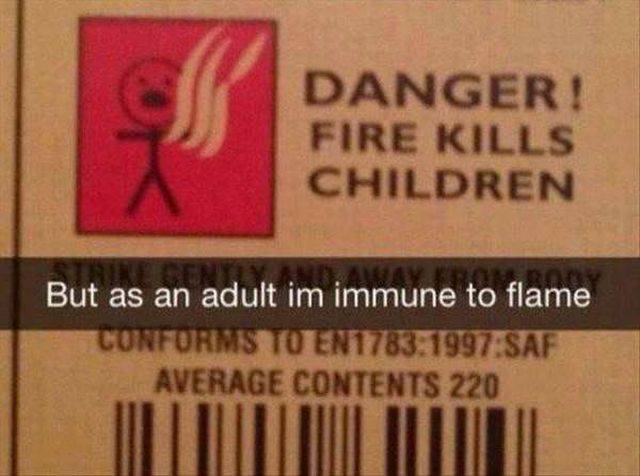 DANGER!
FIRE KILLS
CHILDREN
STRIKE GENTLY AND AWAY FROM BODY
But as an adult im immune to flame
CONFORMS TO EN1783:1997:SAF
AVERAGE CONTENTS 220